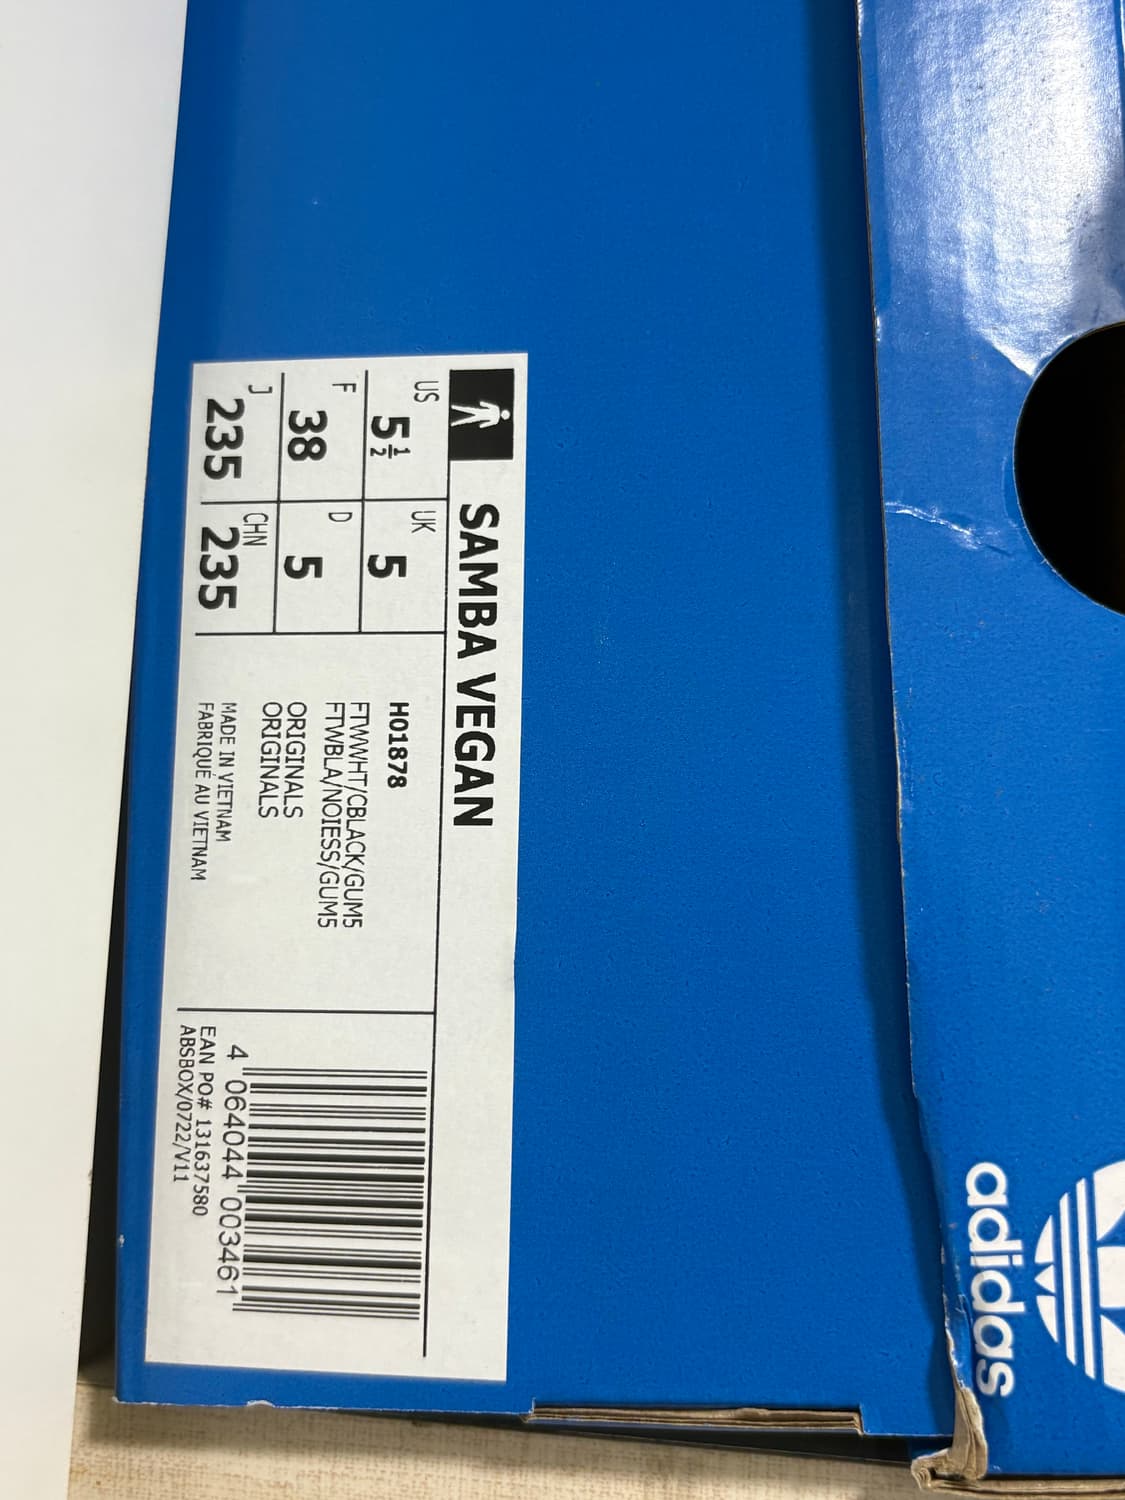 SAMBA VEGAN
US
5½
UK
5
F
38
D
5
J
235
CHN
235
H01878
FTWWHT/CBLACK/GUM5
FTWBLA/NOIESS/GUM5
ORIGINALS
ORIGINALS
MADE IN VIETNAM
FABRIQUÉ AU VIETNAM
4 064044 003461
EAN PO# 131637580
ABSBOX/0722/V11
adidas